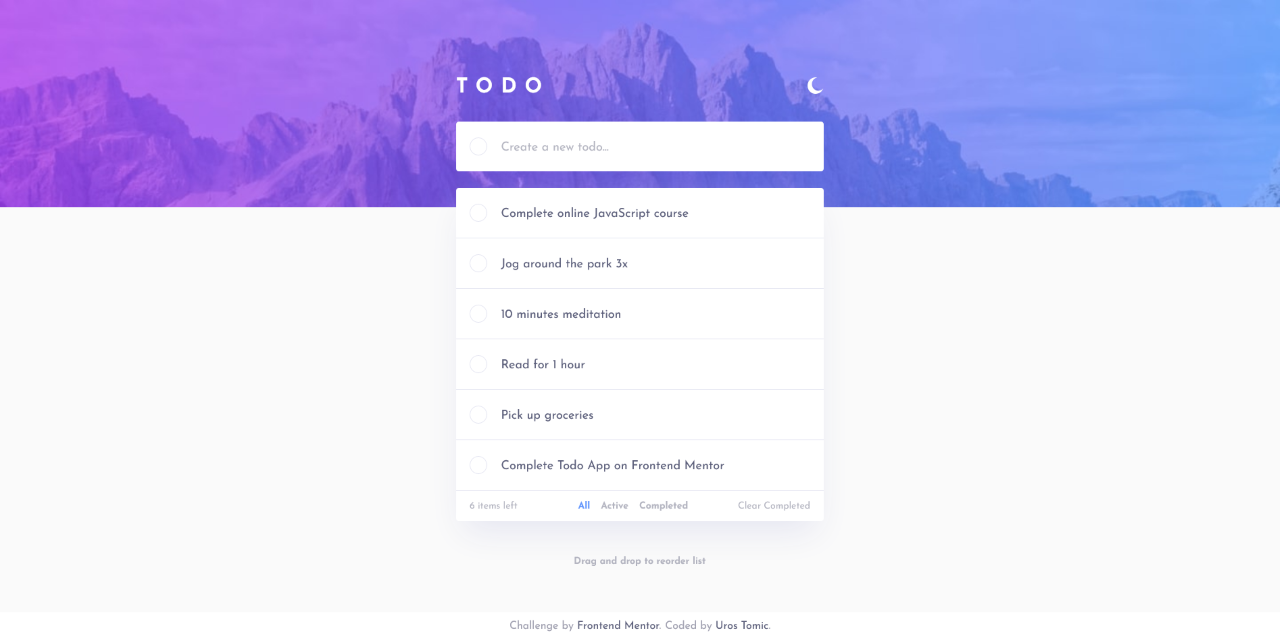 TODO
Create a new todo...
Complete online JavaScript course
Jog around the park 3x
10 minutes meditation
Read for 1 hour
Pick up groceries
Complete Todo App on Frontend Mentor
6 items left All Active Completed Clear Completed
Drag and drop to reorder list
Challenge by Frontend Mentor. Coded by Uros Tomic.